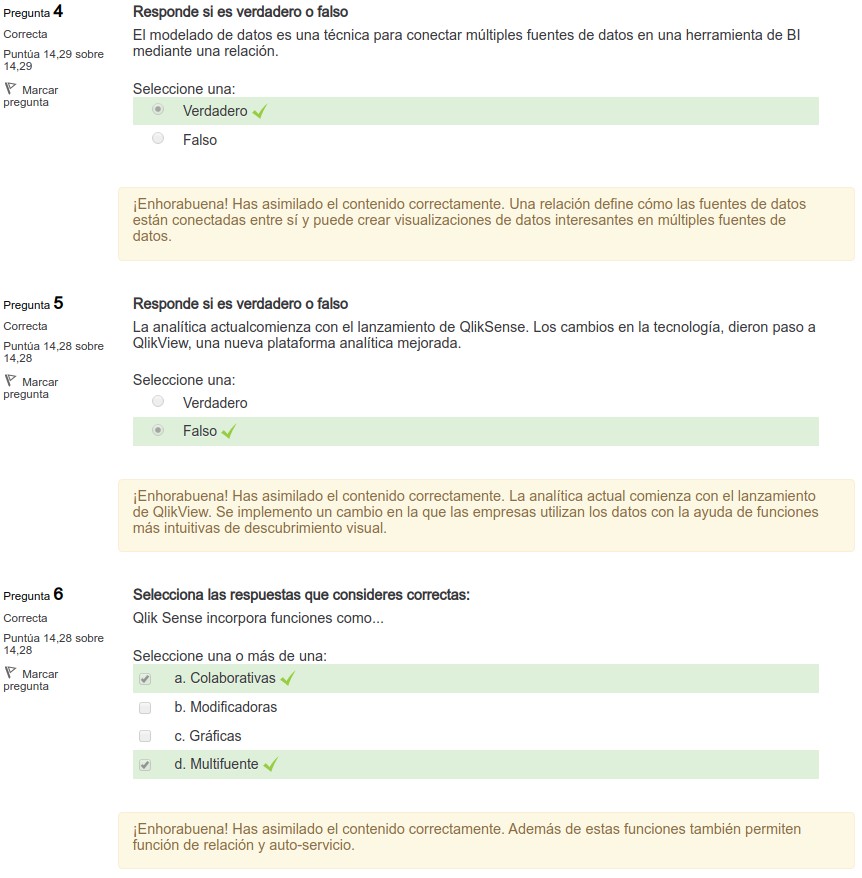 Pregunta 4
Correcta
Puntúa 14,29 sobre
14,29
Marcar
pregunta
Responde si es verdadero o falso
El modelado de datos es una técnica para conectar múltiples fuentes de datos en una herramienta de BI
mediante una relación.
Seleccione una:
Verdadero
Falso
¡Enhorabuena! Has asimilado el contenido correctamente. Una relación define cómo las fuentes de datos
están conectadas entre sí y puede crear visualizaciones de datos interesantes en múltiples fuentes de
datos.
Pregunta 5
Correcta
Puntúa 14,28 sobre
14,28
Marcar
pregunta
Responde si es verdadero o falso
La analítica actualcomienza con el lanzamiento de QlikSense. Los cambios en la tecnología, dieron paso a
QlikView, una nueva plataforma analítica mejorada.
Seleccione una:
Verdadero
Falso
¡Enhorabuena! Has asimilado el contenido correctamente. La analítica actual comienza con el lanzamiento
de QlikView. Se implemento un cambio en la que las empresas utilizan los datos con la ayuda de funciones
más intuitivas de descubrimiento visual.
Pregunta 6
Correcta
Puntúa 14,28 sobre
14,28
Marcar
pregunta
Selecciona las respuestas que consideres correctas:
Qlik Sense incorpora funciones como...
Seleccione una o más de una:
a. Colaborativas
b. Modificadoras
c. Gráficas
d. Multifuente
¡Enhorabuena! Has asimilado el contenido correctamente. Además de estas funciones también permiten
función de relación y auto-servicio.